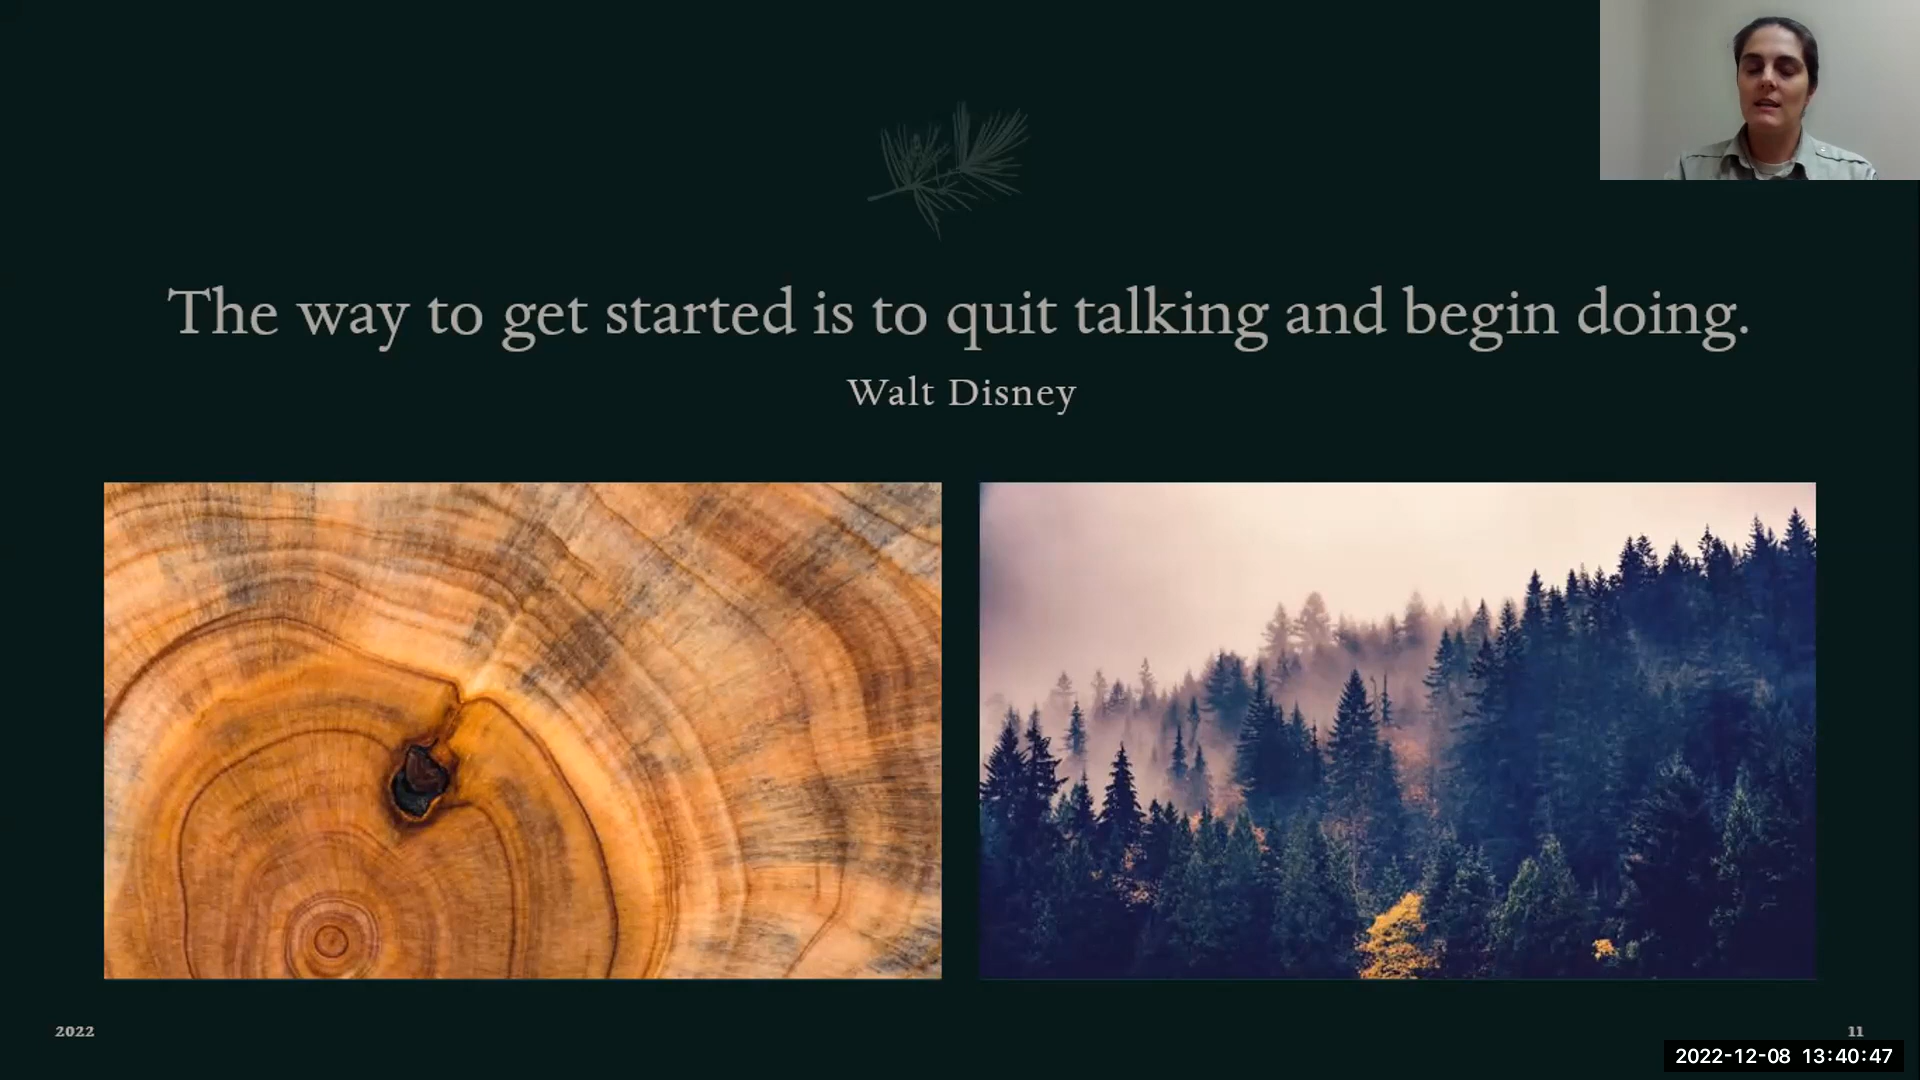 The way to get started is to quit talking and begin doing.
Walt Disney
2022
11
2022-12-08 13:40:47